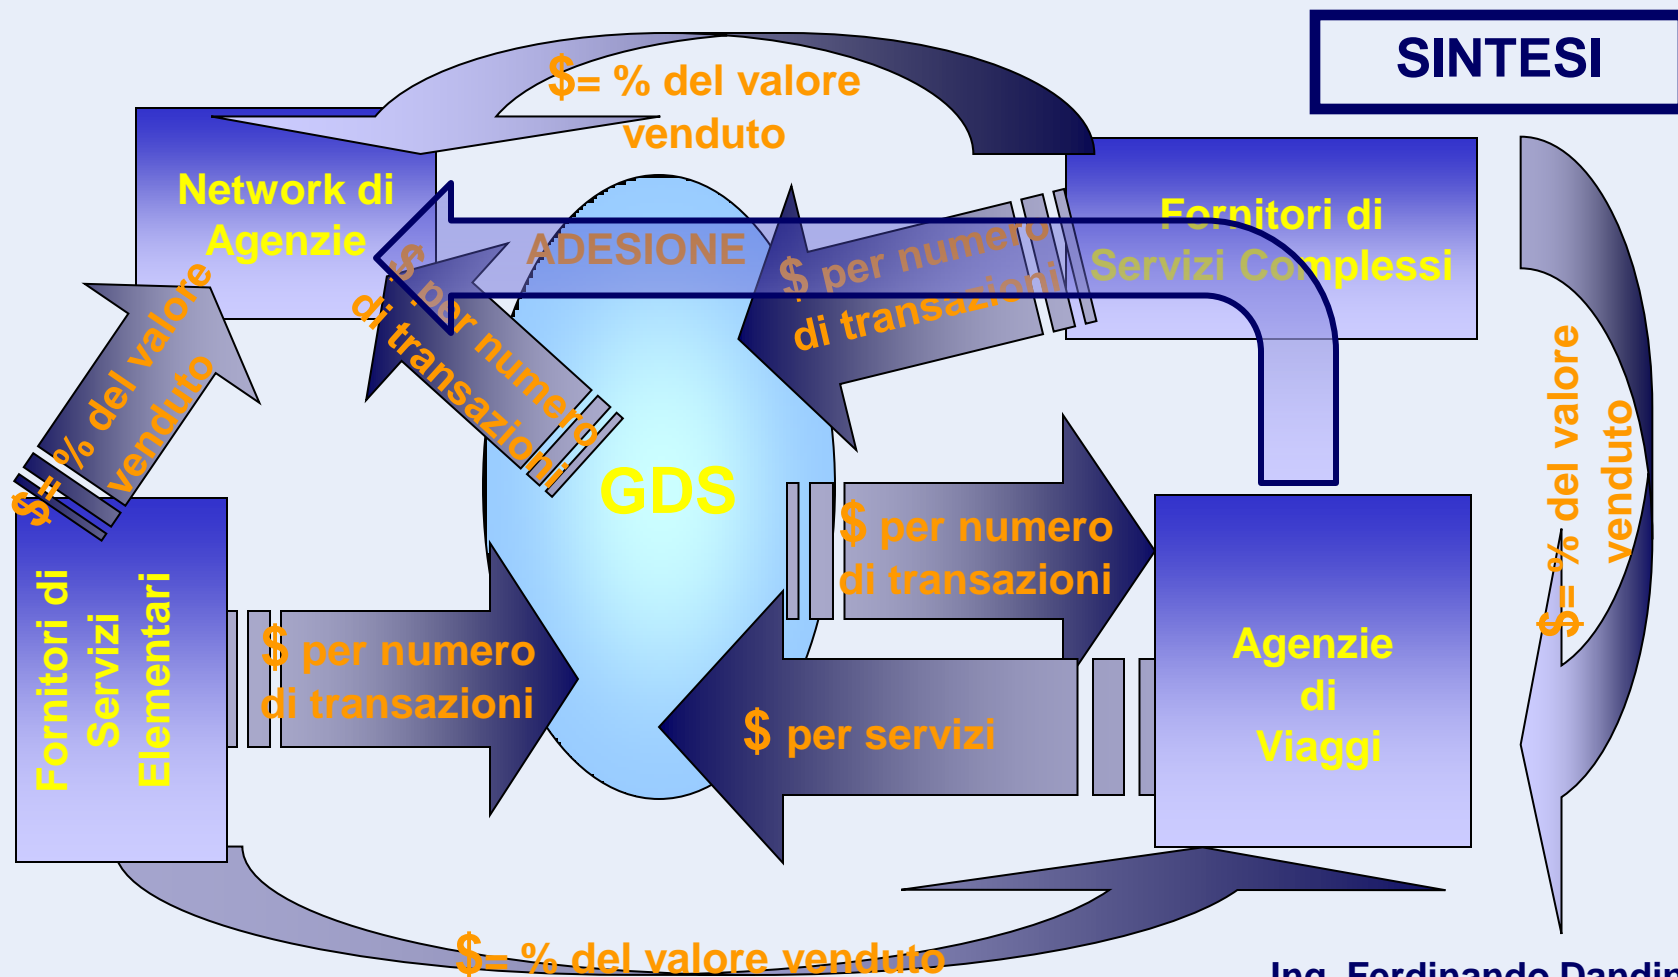 SINTESI
$= % del valore
venduto
Network di
Agenzie
Fornitori di
Servizi Complessi
ADESIONE
$ per numero
di transazioni
$ per numero
di transazioni
$= % del valore
venduto
$= % del valore
venduto
GDS
$ per numero
di transazioni
Fornitori di
Servizi
Elementari
$ per numero
di transazioni
Agenzie
di
Viaggi
$ per servizi
$= % del valore venduto
Ing. Ferdinando